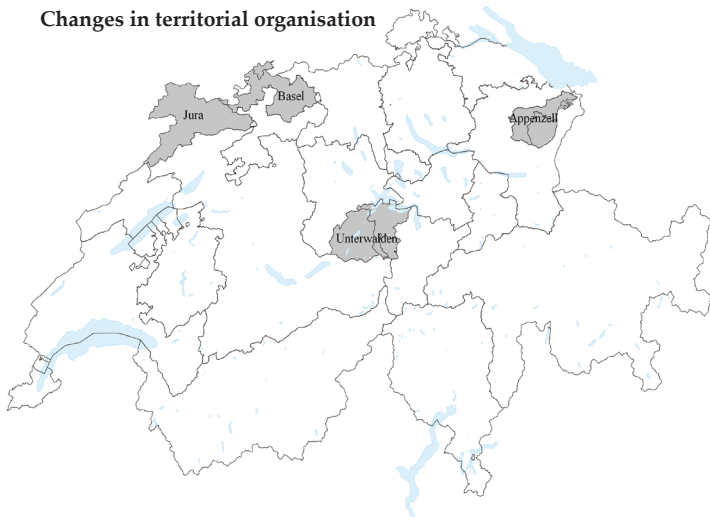 Changes in territorial organisation
Basel
Jura
Appenzell
Unterwalden